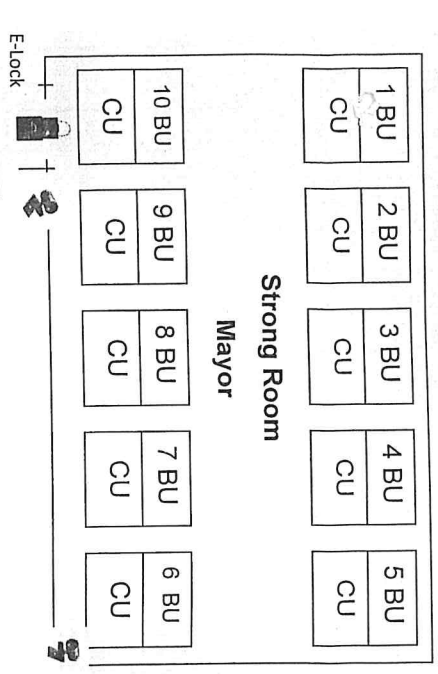 1 BU
CU
2 BU
CU
3 BU
CU
4 BU
CU
5 BU
CU
Strong Room
Mayor
10 BU
CU
9 BU
CU
8 BU
CU
7 BU
CU
6 BU
CU
E-Lock